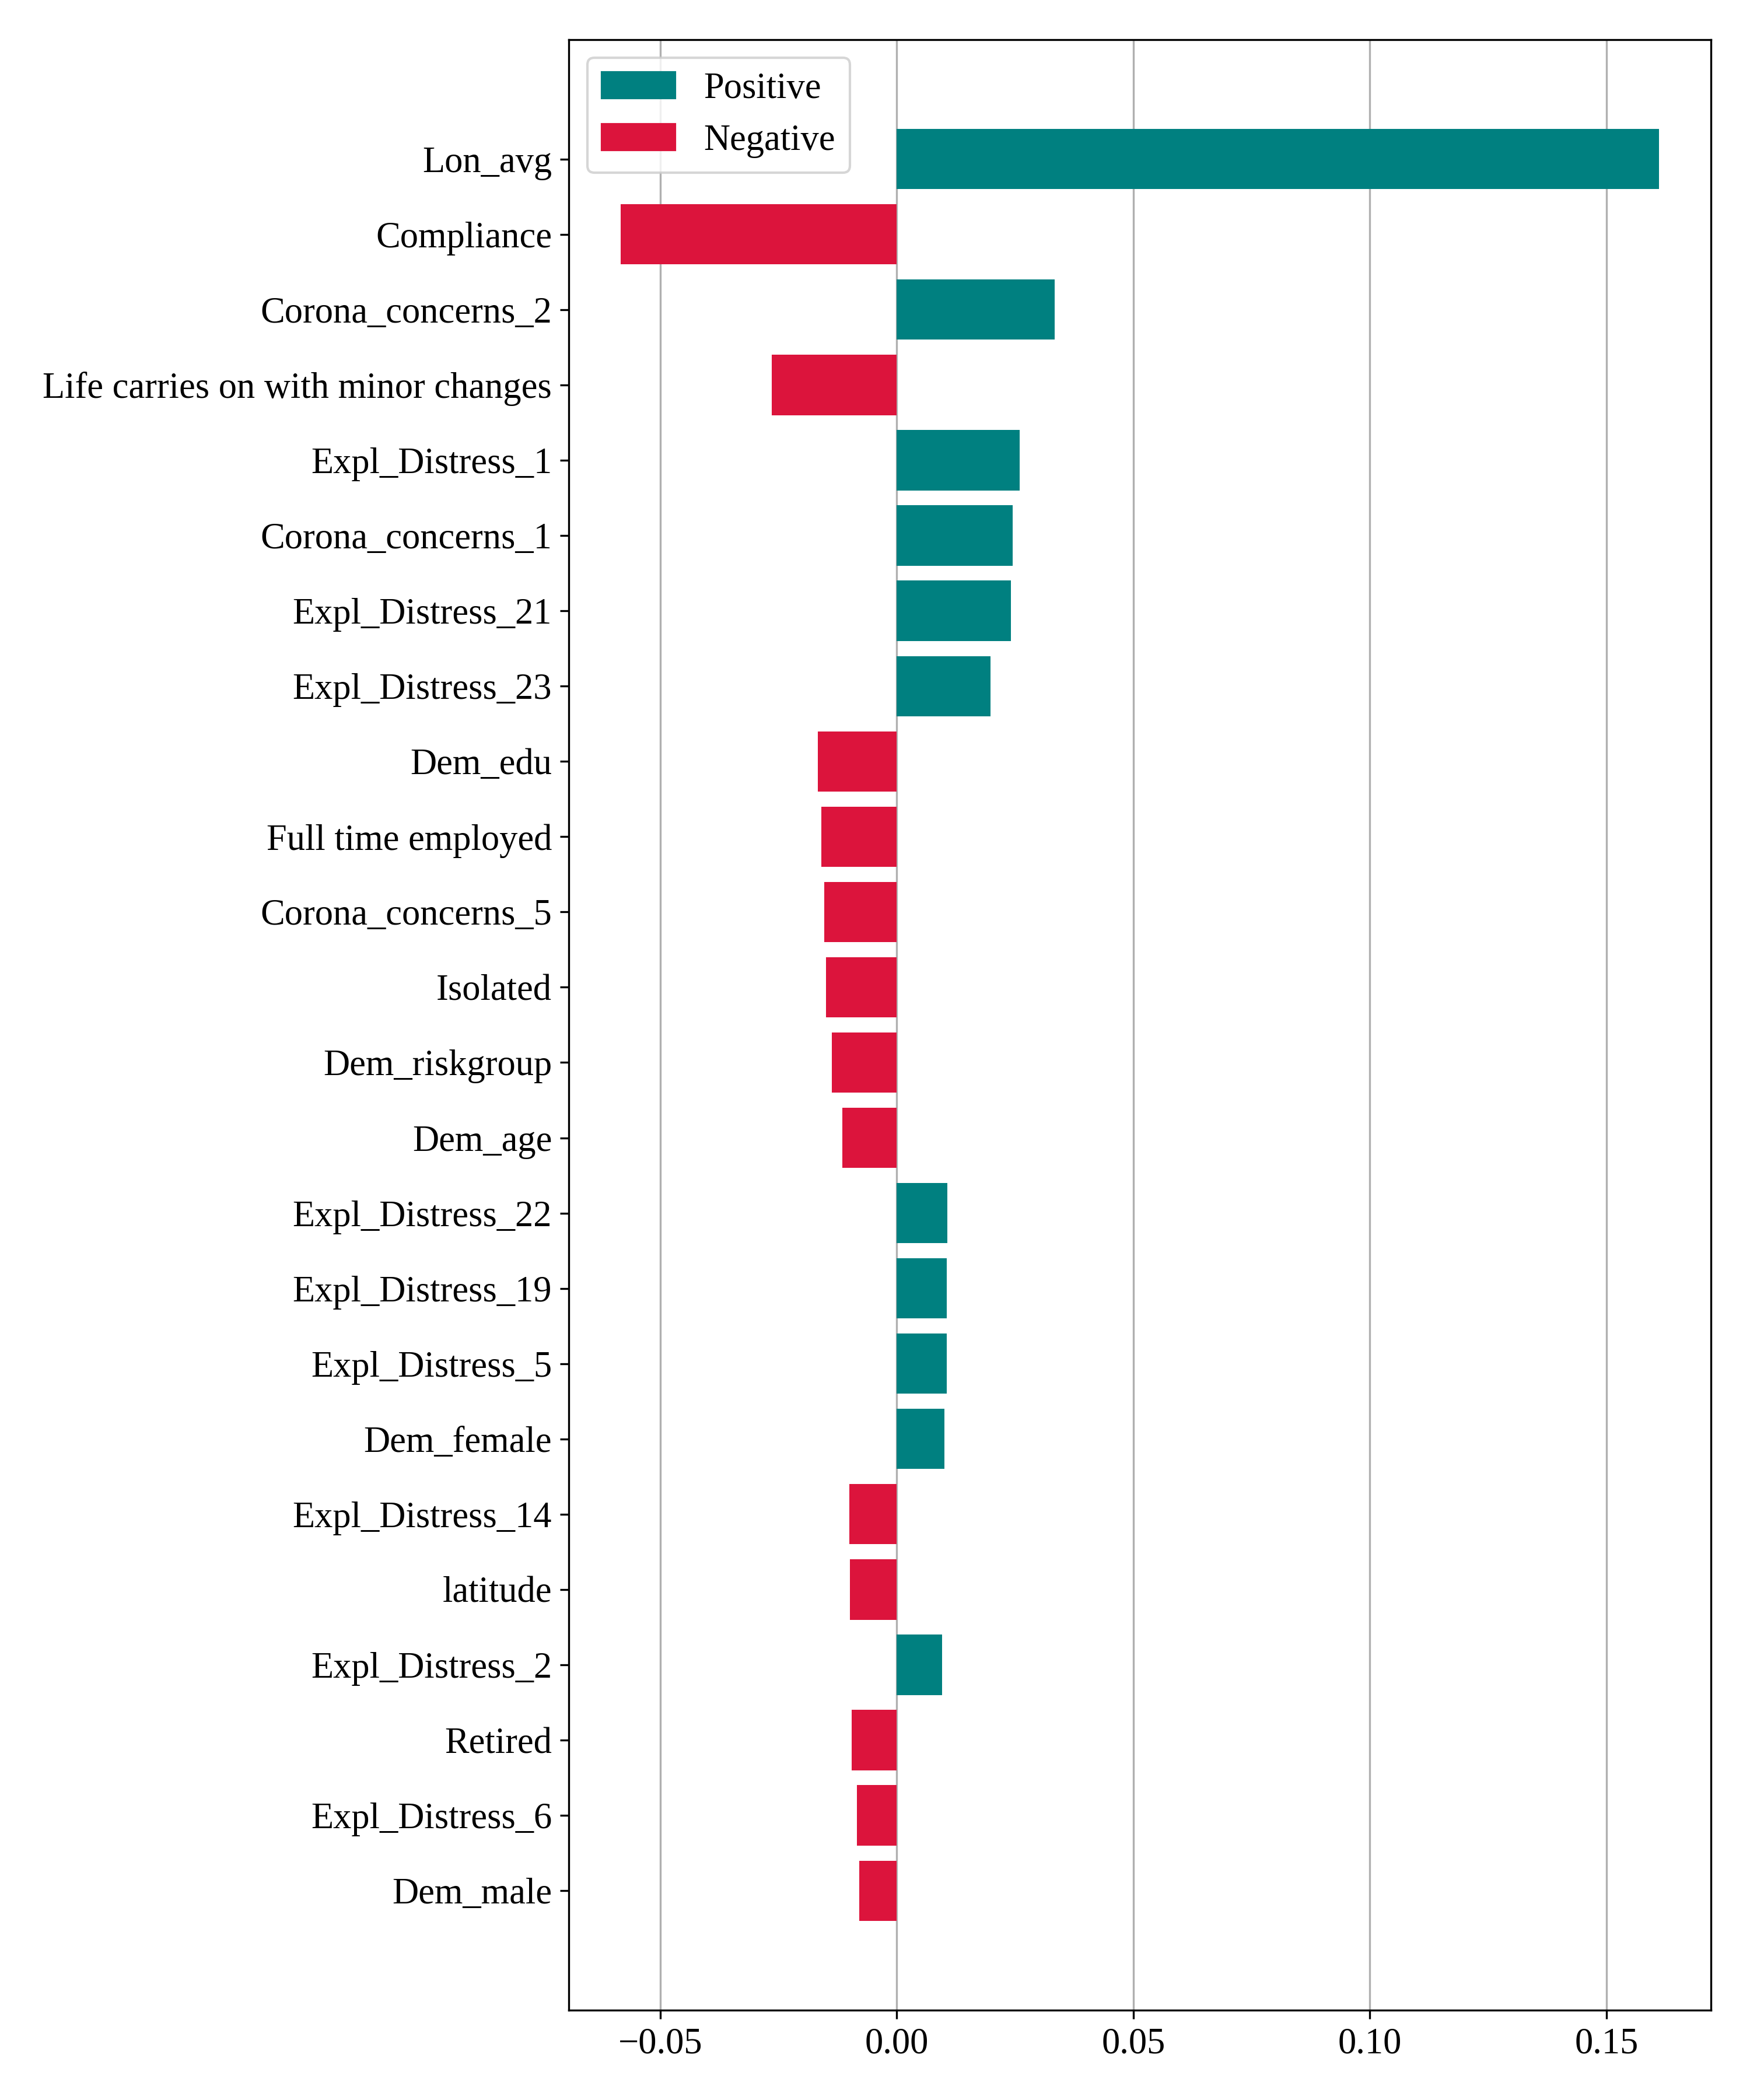 Positive
Negative
Lon_avg
Compliance
Corona_concerns_2
Life carries on with minor changes
Expl_Distress_1
Corona_concerns_1
Expl_Distress_21
Expl_Distress_23
Dem_edu
Full time employed
Corona_concerns_5
Isolated
Dem_riskgroup
Dem_age
Expl_Distress_22
Expl_Distress_19
Expl_Distress_5
Dem_female
Expl_Distress_14
latitude
Expl_Distress_2
Retired
Expl_Distress_6
Dem_male
−0.05 0.00 0.05 0.10 0.15